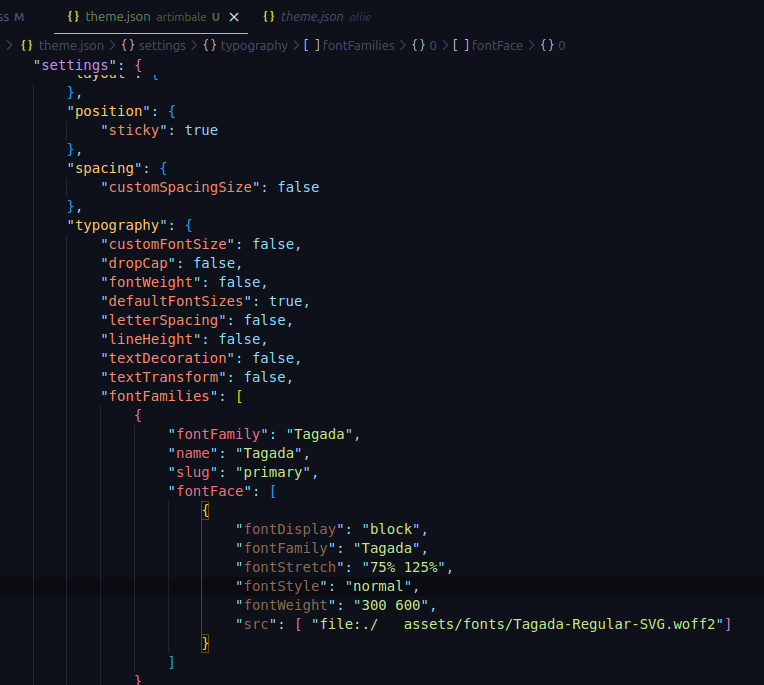 ss M {} theme.json artimbale U × {} theme.json ollie
> {} theme.json > {} settings > {} typography > [ ] fontFamilies > {} 0 > [ ] fontFace > {} 0
"settings": {
"layout": {
},
"position": {
"sticky": true
},
"spacing": {
"customSpacingSize": false
},
"typography": {
"customFontSize": false,
"dropCap": false,
"fontWeight": false,
"defaultFontSizes": true,
"letterSpacing": false,
"lineHeight": false,
"textDecoration": false,
"textTransform": false,
"fontFamilies": [
{
"fontFamily": "Tagada",
"name": "Tagada",
"slug": "primary",
"fontFace": [
{
"fontDisplay": "block",
"fontFamily": "Tagada",
"fontStretch": "75% 125%",
"fontStyle": "normal",
"fontWeight": "300 600",
"src": [ "file:./   assets/fonts/Tagada-Regular-SVG.woff2"]
}
]
}